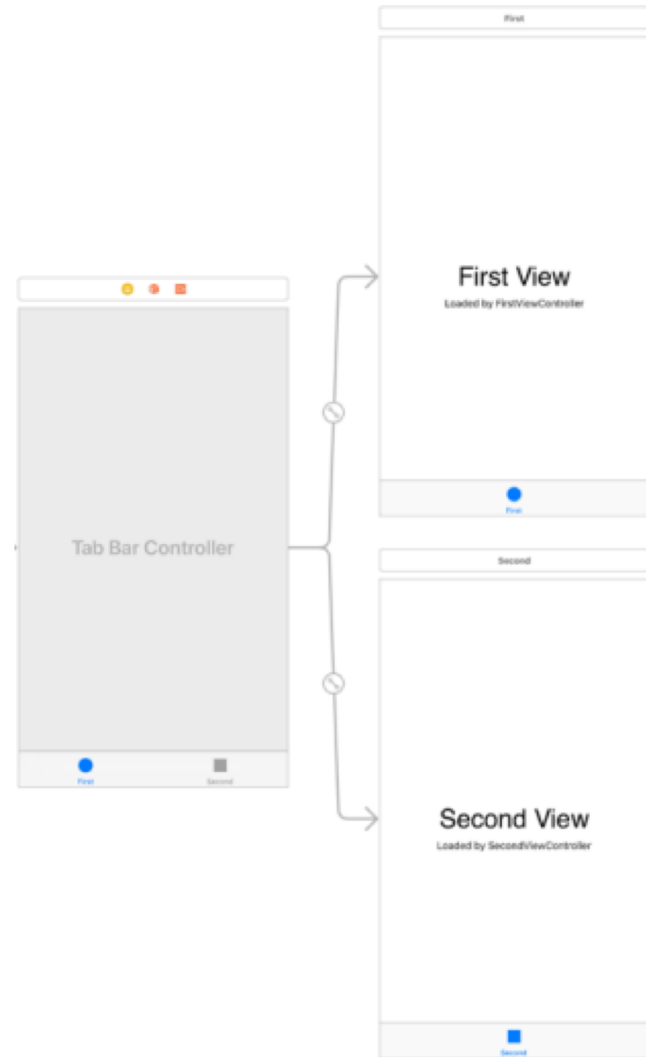 First
First View
Loaded by FirstViewController
First
Tab Bar Controller
First
Second
Second
Second View
Loaded by SecondViewController
Second